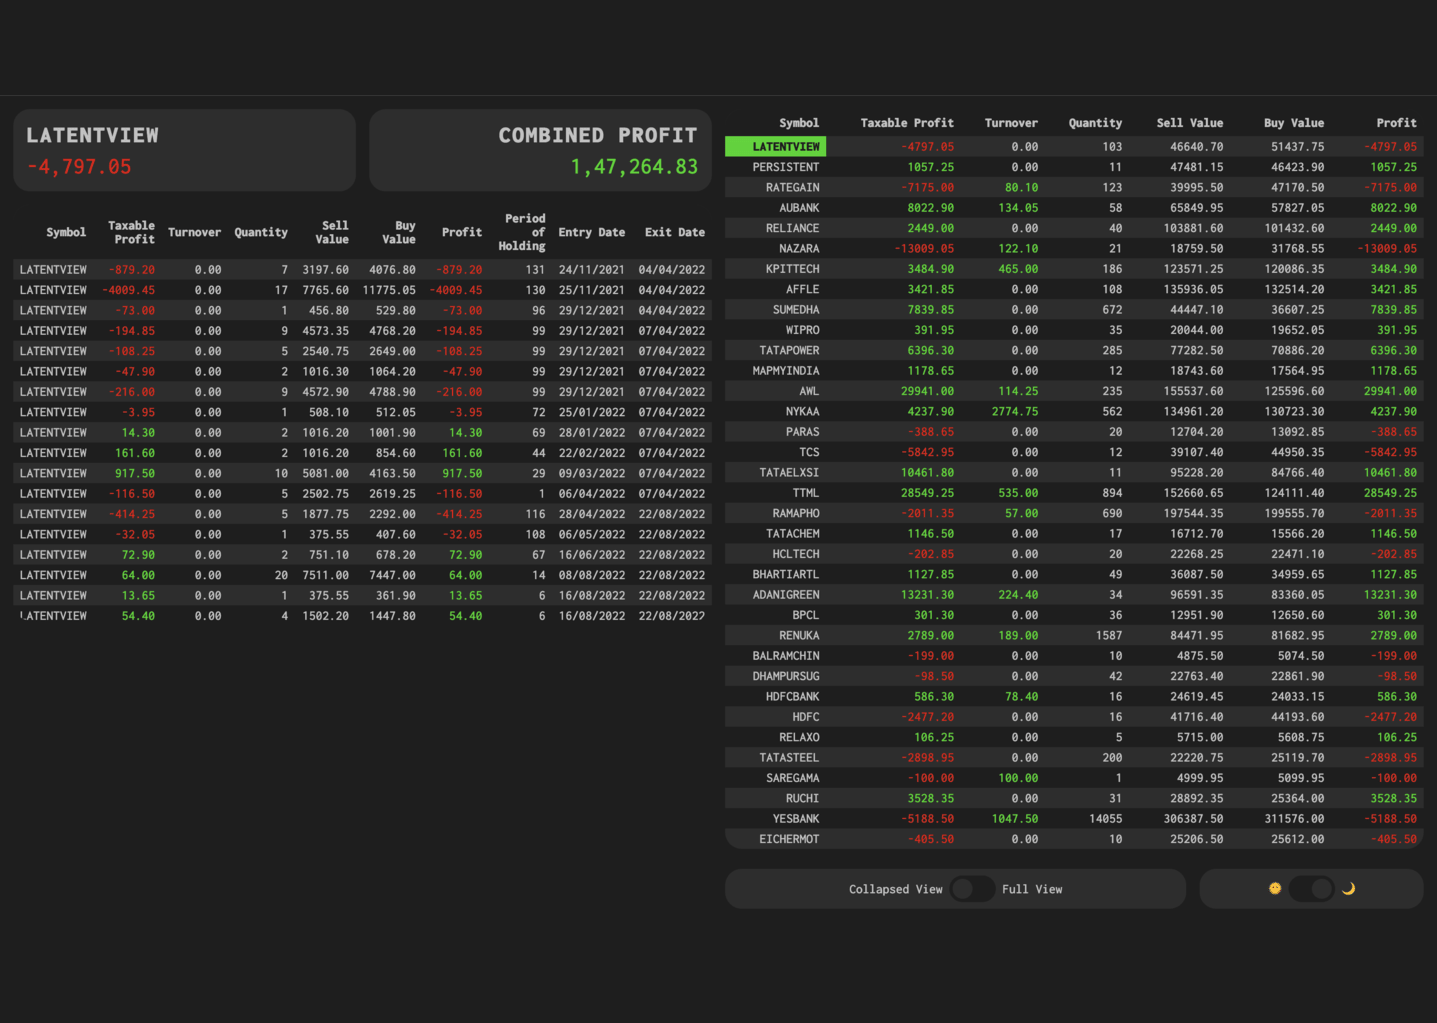 LATENTVIEW
-4,797.05
COMBINED PROFIT
1,47,264.83
Symbol Taxable Profit Turnover Quantity Sell Value Buy Value Profit Period of Holding Entry Date Exit Date
LATENTVIEW -879.20 0.00 7 3197.60 4076.80 -879.20 131 24/11/2021 04/04/2022
LATENTVIEW -4009.45 0.00 17 7765.60 11775.05 -4009.45 130 25/11/2021 04/04/2022
LATENTVIEW -73.00 0.00 1 456.80 529.80 -73.00 96 29/12/2021 04/04/2022
LATENTVIEW -194.85 0.00 9 4573.35 4768.20 -194.85 99 29/12/2021 07/04/2022
LATENTVIEW -108.25 0.00 5 2540.75 2649.00 -108.25 99 29/12/2021 07/04/2022
LATENTVIEW -47.90 0.00 2 1016.30 1064.20 -47.90 99 29/12/2021 07/04/2022
LATENTVIEW -216.00 0.00 9 4572.90 4788.90 -216.00 99 29/12/2021 07/04/2022
LATENTVIEW -3.95 0.00 1 508.10 512.05 -3.95 72 25/01/2022 07/04/2022
LATENTVIEW 14.30 0.00 2 1016.20 1001.90 14.30 69 28/01/2022 07/04/2022
LATENTVIEW 161.60 0.00 2 1016.20 854.60 161.60 44 22/02/2022 07/04/2022
LATENTVIEW 917.50 0.00 10 5081.00 4163.50 917.50 29 09/03/2022 07/04/2022
LATENTVIEW -116.50 0.00 5 2502.75 2619.25 -116.50 1 06/04/2022 07/04/2022
LATENTVIEW -414.25 0.00 5 1877.75 2292.00 -414.25 116 28/04/2022 22/08/2022
LATENTVIEW -32.05 0.00 1 375.55 407.60 -32.05 108 06/05/2022 22/08/2022
LATENTVIEW 72.90 0.00 2 751.10 678.20 72.90 67 16/06/2022 22/08/2022
LATENTVIEW 64.00 0.00 20 7511.00 7447.00 64.00 14 08/08/2022 22/08/2022
LATENTVIEW 13.65 0.00 1 375.55 361.90 13.65 6 16/08/2022 22/08/2022
LATENTVIEW 54.40 0.00 4 1502.20 1447.80 54.40 6 16/08/2022 22/08/2022
Symbol Taxable Profit Turnover Quantity Sell Value Buy Value Profit
LATENTVIEW -4797.05 0.00 103 46640.70 51437.75 -4797.05
PERSISTENT 1057.25 0.00 11 47481.15 46423.90 1057.25
RATEGAIN -7175.00 80.10 123 39995.50 47170.50 -7175.00
AUBANK 8022.90 134.05 58 65849.95 57827.05 8022.90
RELIANCE 2449.00 0.00 40 103881.60 101432.60 2449.00
NAZARA -13009.05 122.10 21 18759.50 31768.55 -13009.05
KPITTECH 3484.90 465.00 186 123571.25 120086.35 3484.90
AFFLE 3421.85 0.00 108 135936.05 132514.20 3421.85
SUMEDHA 7839.85 0.00 672 44447.10 36607.25 7839.85
WIPRO 391.95 0.00 35 20044.00 19652.05 391.95
TATAPOWER 6396.30 0.00 285 77282.50 70886.20 6396.30
MAPMYINDIA 1178.65 0.00 12 18743.60 17564.95 1178.65
AWL 29941.00 114.25 235 155537.60 125596.60 29941.00
NYKAA 4237.90 2774.75 562 134961.20 130723.30 4237.90
PARAS -388.65 0.00 20 12704.20 13092.85 -388.65
TCS -5842.95 0.00 12 39107.40 44950.35 -5842.95
TATAELXSI 10461.80 0.00 11 95228.20 84766.40 10461.80
TTML 28549.25 535.00 894 152660.65 124111.40 28549.25
RAMAPHO -2011.35 57.00 690 197544.35 199555.70 -2011.35
TATACHEM 1146.50 0.00 17 16712.70 15566.20 1146.50
HCLTECH -202.85 0.00 20 22268.25 22471.10 -202.85
BHARTIARTL 1127.85 0.00 49 36087.50 34959.65 1127.85
ADANIGREEN 13231.30 224.40 34 96591.35 83360.05 13231.30
BPCL 301.30 0.00 36 12951.90 12650.60 301.30
RENUKA 2789.00 189.00 1587 84471.95 81682.95 2789.00
BALRAMCHIN -199.00 0.00 10 4875.50 5074.50 -199.00
DHAMPURSUG -98.50 0.00 42 22763.40 22861.90 -98.50
HDFCBANK 586.30 78.40 16 24619.45 24033.15 586.30
HDFC -2477.20 0.00 16 41716.40 44193.60 -2477.20
RELAXO 106.25 0.00 5 5715.00 5608.75 106.25
TATASTEEL -2898.95 0.00 200 22220.75 25119.70 -2898.95
SAREGAMA -100.00 100.00 1 4999.95 5099.95 -100.00
RUCHI 3528.35 0.00 31 28892.35 25364.00 3528.35
YESBANK -5188.50 1047.50 14055 306387.50 311576.00 -5188.50
EICHERMOT -405.50 0.00 10 25206.50 25612.00 -405.50
Collapsed View Full View